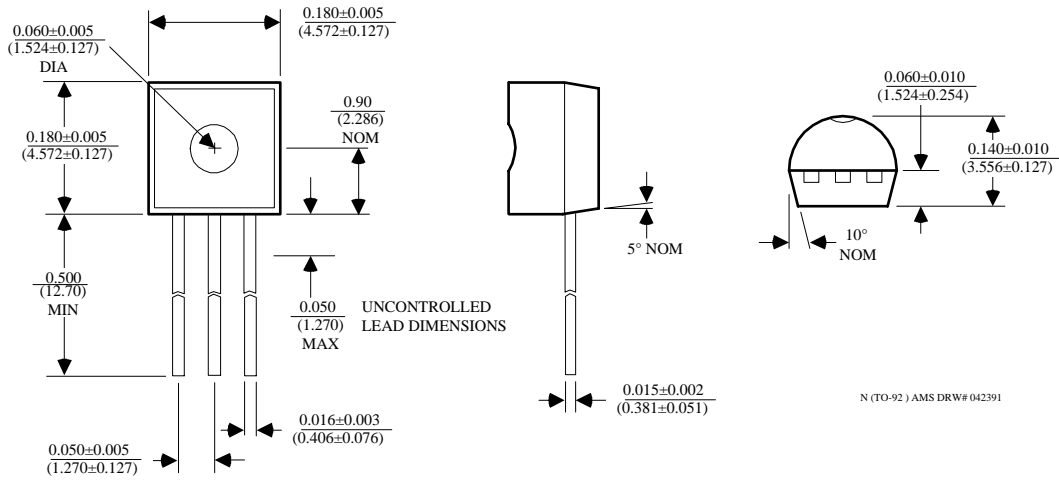 0.060±0.005
(1.524±0.127)
DIA
0.180±0.005
(4.572±0.127)
0.180±0.005
(4.572±0.127)
0.90
(2.286)
NOM
0.500
(12.70)
MIN
0.050
(1.270)
MAX
UNCONTROLLED
LEAD DIMENSIONS
0.016±0.003
(0.406±0.076)
0.050±0.005
(1.270±0.127)
5° NOM
0.015±0.002
(0.381±0.051)
0.060±0.010
(1.524±0.254)
0.140±0.010
(3.556±0.127)
10°
NOM
N (TO-92 ) AMS DRW# 042391